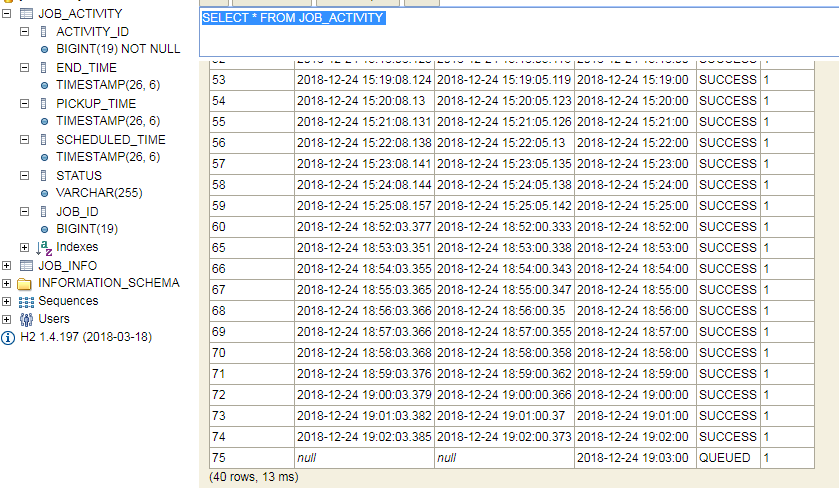 JOB_ACTIVITY
ACTIVITY_ID
BIGINT(19) NOT NULL
END_TIME
TIMESTAMP(26, 6)
PICKUP_TIME
TIMESTAMP(26, 6)
SCHEDULED_TIME
TIMESTAMP(26, 6)
STATUS
VARCHAR(255)
JOB_ID
BIGINT(19)
Indexes
JOB_INFO
INFORMATION_SCHEMA
Sequences
Users
H2 1.4.197 (2018-03-18)
SELECT * FROM JOB_ACTIVITY
53 2018-12-24 15:19:08.124 2018-12-24 15:19:05.119 2018-12-24 15:19:00 SUCCESS 1
54 2018-12-24 15:20:08.13 2018-12-24 15:20:05.123 2018-12-24 15:20:00 SUCCESS 1
55 2018-12-24 15:21:08.131 2018-12-24 15:21:05.126 2018-12-24 15:21:00 SUCCESS 1
56 2018-12-24 15:22:08.138 2018-12-24 15:22:05.13 2018-12-24 15:22:00 SUCCESS 1
57 2018-12-24 15:23:08.141 2018-12-24 15:23:05.135 2018-12-24 15:23:00 SUCCESS 1
58 2018-12-24 15:24:08.144 2018-12-24 15:24:05.138 2018-12-24 15:24:00 SUCCESS 1
59 2018-12-24 15:25:08.157 2018-12-24 15:25:05.142 2018-12-24 15:25:00 SUCCESS 1
60 2018-12-24 18:52:03.377 2018-12-24 18:52:00.333 2018-12-24 18:52:00 SUCCESS 1
65 2018-12-24 18:53:03.351 2018-12-24 18:53:00.338 2018-12-24 18:53:00 SUCCESS 1
66 2018-12-24 18:54:03.355 2018-12-24 18:54:00.343 2018-12-24 18:54:00 SUCCESS 1
67 2018-12-24 18:55:03.365 2018-12-24 18:55:00.347 2018-12-24 18:55:00 SUCCESS 1
68 2018-12-24 18:56:03.366 2018-12-24 18:56:00.35 2018-12-24 18:56:00 SUCCESS 1
69 2018-12-24 18:57:03.366 2018-12-24 18:57:00.355 2018-12-24 18:57:00 SUCCESS 1
70 2018-12-24 18:58:03.368 2018-12-24 18:58:00.358 2018-12-24 18:58:00 SUCCESS 1
71 2018-12-24 18:59:03.376 2018-12-24 18:59:00.362 2018-12-24 18:59:00 SUCCESS 1
72 2018-12-24 19:00:03.379 2018-12-24 19:00:00.366 2018-12-24 19:00:00 SUCCESS 1
73 2018-12-24 19:01:03.382 2018-12-24 19:01:00.37 2018-12-24 19:01:00 SUCCESS 1
74 2018-12-24 19:02:03.385 2018-12-24 19:02:00.373 2018-12-24 19:02:00 SUCCESS 1
75 null null 2018-12-24 19:03:00 QUEUED 1
(40 rows, 13 ms)